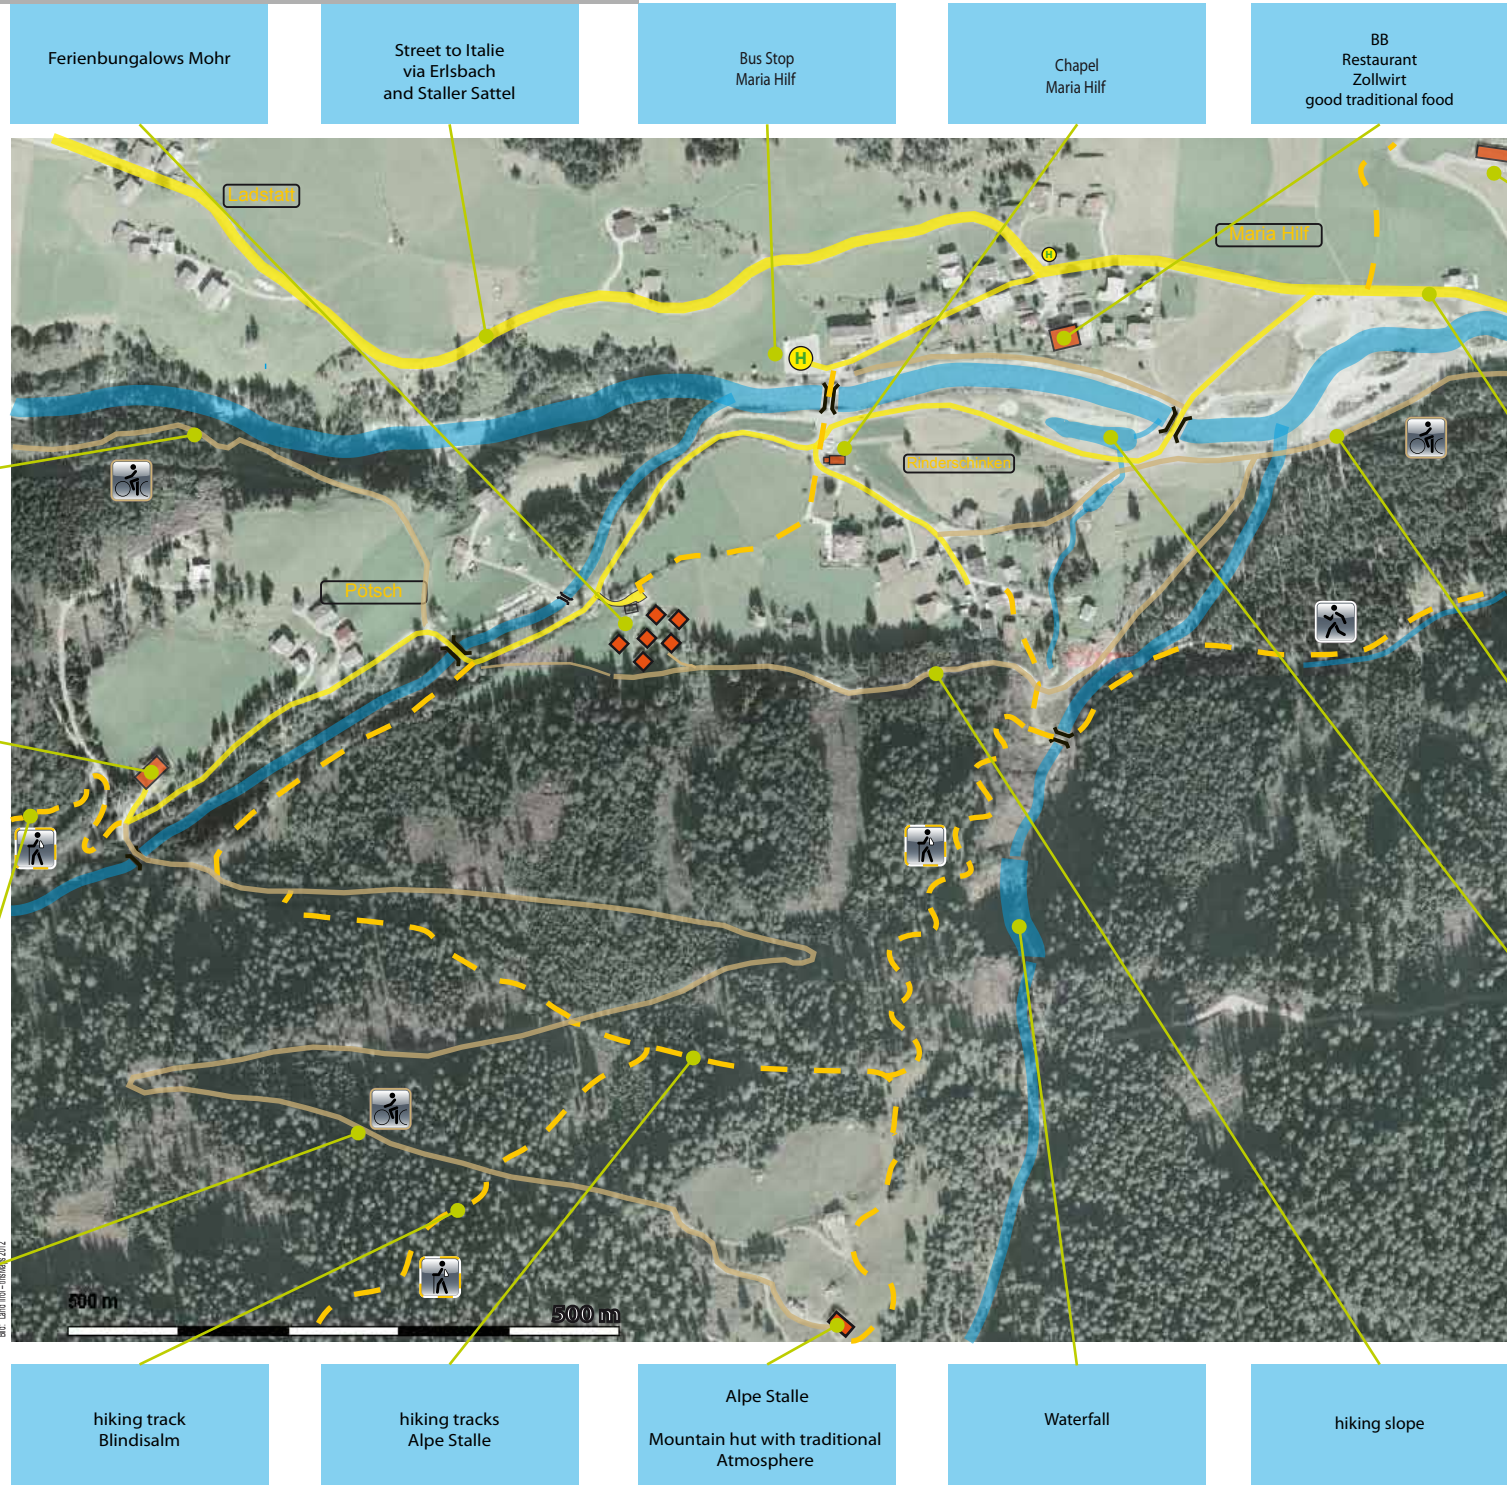 Ferienbungalows Mohr
Street to Italie
via Erlsbach
and Staller Sattel
Bus Stop
Maria Hilf
Chapel
Maria Hilf
BB
Restaurant
Zollwirt
good traditional food
Ladstatt
Maria Hilf
H
H
Pötsch
500 m
500 m
hiking track
Blindisalm
hiking tracks
Alpe Stalle
Alpe Stalle
Mountain hut with traditional
Atmosphere
Waterfall
hiking slope